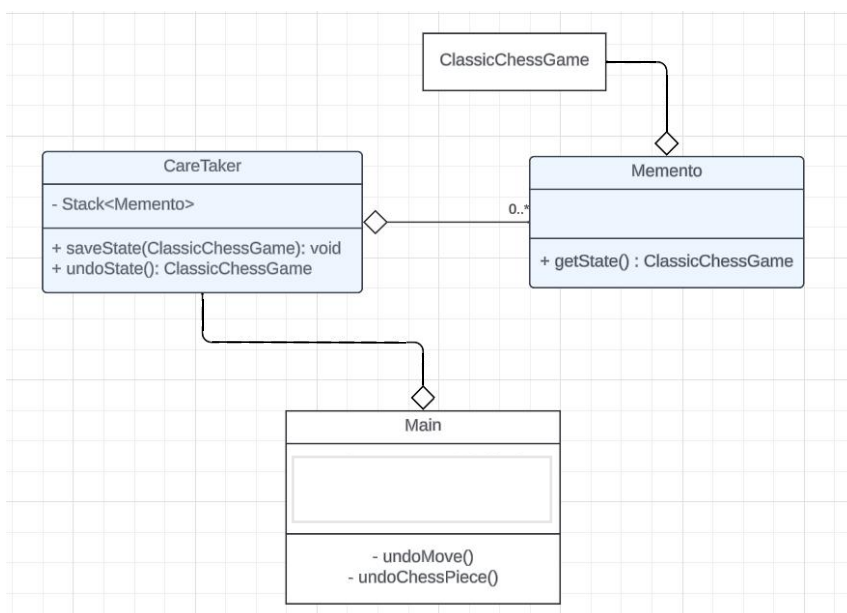 ClassicChessGame
CareTaker
- Stack<Memento>
+ saveState(ClassicChessGame): void
+ undoState(): ClassicChessGame
0..*
Memento
+ getState() : ClassicChessGame
Main
- undoMove()
- undoChessPiece()